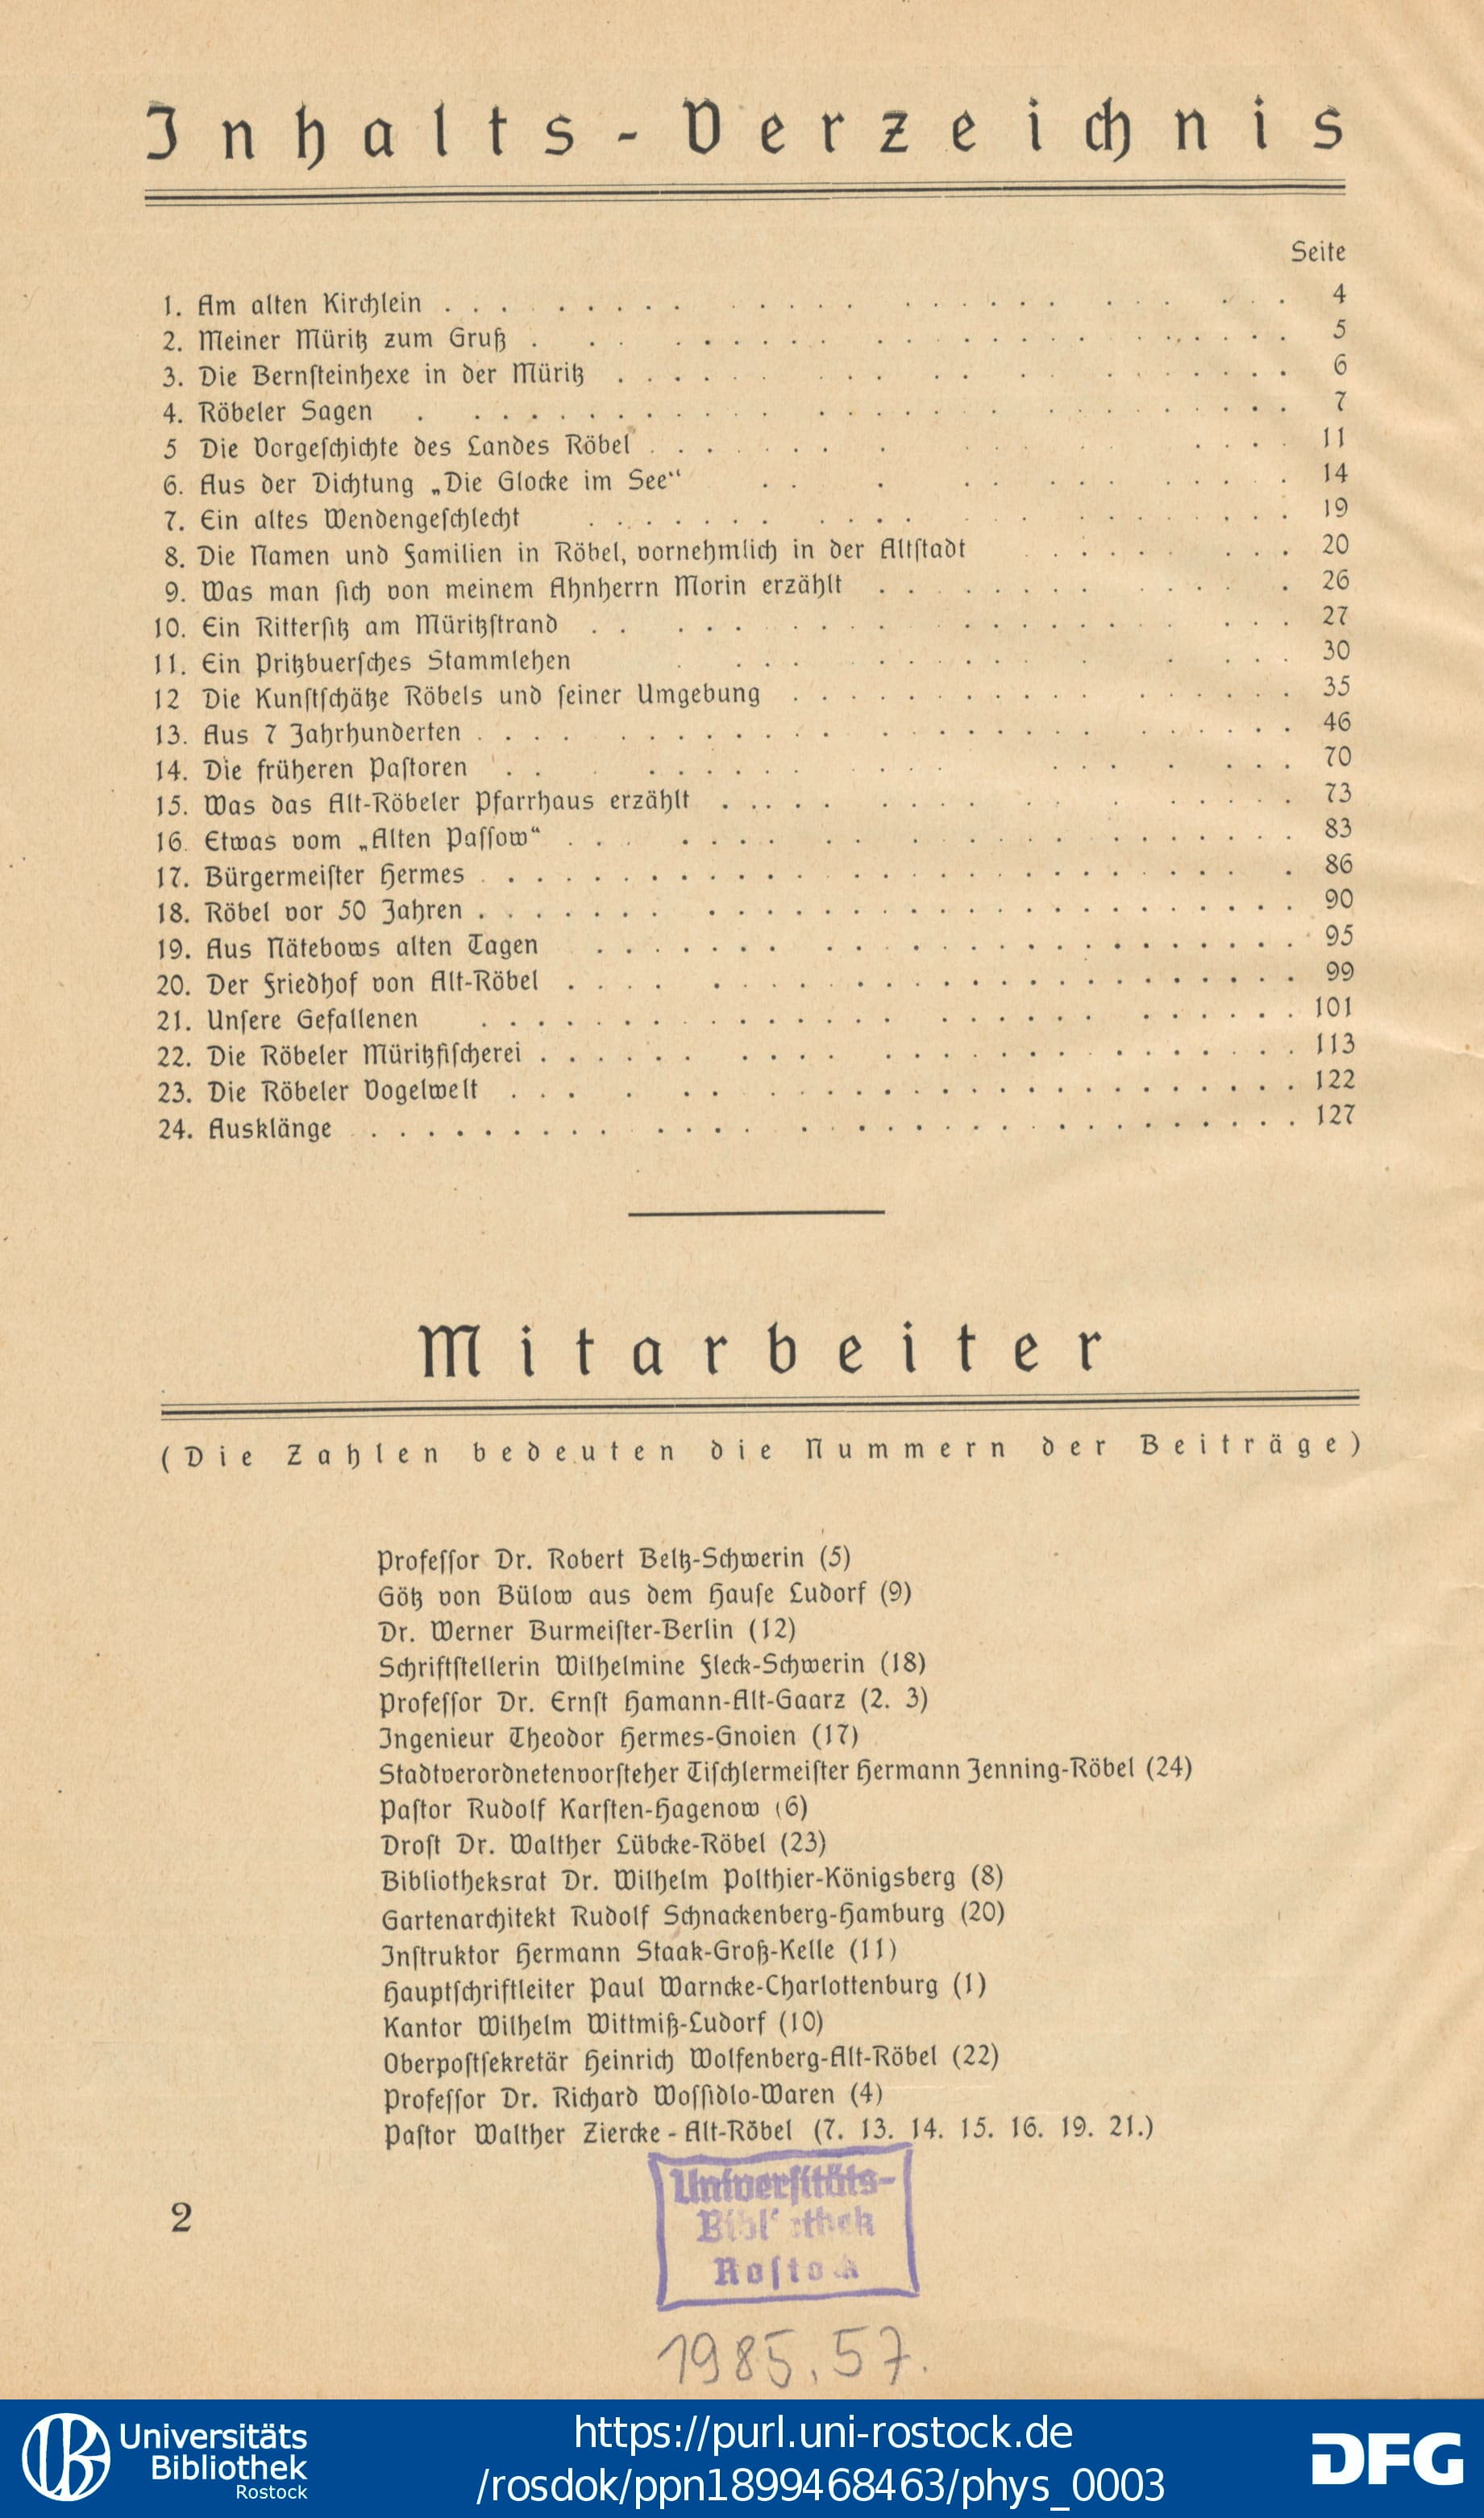 Inhalts-Verzeichnis
Seite
1. Am alten Kirchlein . . . . . . . . . . . . . . . . . . . . 4
2. Meiner Müritz zum Gruß . . . . . . . . . . . . . . . . . . . . 5
3. Die Bernſteinhexe in der Müritz . . . . . . . . . . . . . . . . 6
4. Röbeler Sagen . . . . . . . . . . . . . . . . . . . . 7
5 Die Vorgeſchichte des Landes Röbel . . . . . . . . . . . . 11
6. Aus der Dichtung „Die Glocke im See“ . . . . . . . . . . 14
7. Ein altes Wendengeſchlecht . . . . . . . . . . . . . . . . 19
8. Die Namen und Familien in Röbel, vornehmlich in der Altſtadt . . . . . . . . 20
9. Was man ſich von meinem Ahnherrn Morin erzählt . . . . . . . . . . 26
10. Ein Ritterſitz am Müritzſtrand . . . . . . . . . . . . . . . . 27
11. Ein Pritzbuerſches Stammlehen . . . . . . . . . . . . 30
12 Die Kunſtſchätze Röbels und ſeiner Umgebung . . . . . . . . . . . . 35
13. Aus 7 Jahrhunderten . . . . . . . . . . . . . . . . . . . . 46
14. Die früheren Paſtoren . . . . . . . . . . . . . . . . 70
15. Was das Alt-Röbeler Pfarrhaus erzählt . . . . . . . . . . . . 73
16. Etwas vom „Alten Paſſow“ . . . . . . . . . . . . . . . . . . 83
17. Bürgermeiſter Hermes . . . . . . . . . . . . . . . . . . . . 86
18. Röbel vor 50 Jahren . . . . . . . . . . . . . . . . . . . . 90
19. Aus Nätebows alten Tagen . . . . . . . . . . . . . . . . . . 95
20. Der Friedhof von Alt-Röbel . . . . . . . . . . . . . . . . . . 99
21. Unſere Gefallenen . . . . . . . . . . . . . . . . . . . . 101
22. Die Röbeler Müritzfiſcherei . . . . . . . . . . . . . . . . . . 113
23. Die Röbeler Vogelwelt . . . . . . . . . . . . . . . . . . . . 122
24. Ausklänge . . . . . . . . . . . . . . . . . . . . . . 127
Mitarbeiter
(Die Zahlen bedeuten die Nummern der Beiträge)
Profeſſor Dr. Robert Beltz-Schwerin (5)
Götz von Bülow aus dem Hauſe Ludorf (9)
Dr. Werner Burmeiſter-Berlin (12)
Schriftſtellerin Wilhelmine Fleck-Schwerin (18)
Profeſſor Dr. Ernſt Hamann-Alt-Gaarz (2. 3)
Ingenieur Theodor Hermes-Gnoien (17)
Stadtverordnetenvorſteher Tiſchlermeiſter Hermann Jenning-Röbel (24)
Paſtor Rudolf Karſten-Hagenow (6)
Droſt Dr. Walther Lübcke-Röbel (23)
Bibliotheksrat Dr. Wilhelm Polthier-Königsberg (8)
Gartenarchitekt Rudolf Schnackenberg-Hamburg (20)
Inſtruktor Hermann Staak-Groß-Kelle (11)
Hauptſchriftleiter Paul Warncke-Charlottenburg (1)
Kantor Wilhelm Wittmiß-Ludorf (10)
Oberpoſtſekretär Heinrich Wolfenberg-Alt-Röbel (22)
Profeſſor Dr. Richard Woſſidlo-Waren (4)
Paſtor Walther Ziercke-Alt-Röbel (7. 13. 14. 15. 16. 19. 21.)
Univerſitäts-
Bibliothek
Roſtock
2
1985.57.
Universitäts
Bibliothek
Rostock
https://purl.uni-rostock.de
/rosdok/ppn1899468463/phys_0003
DFG